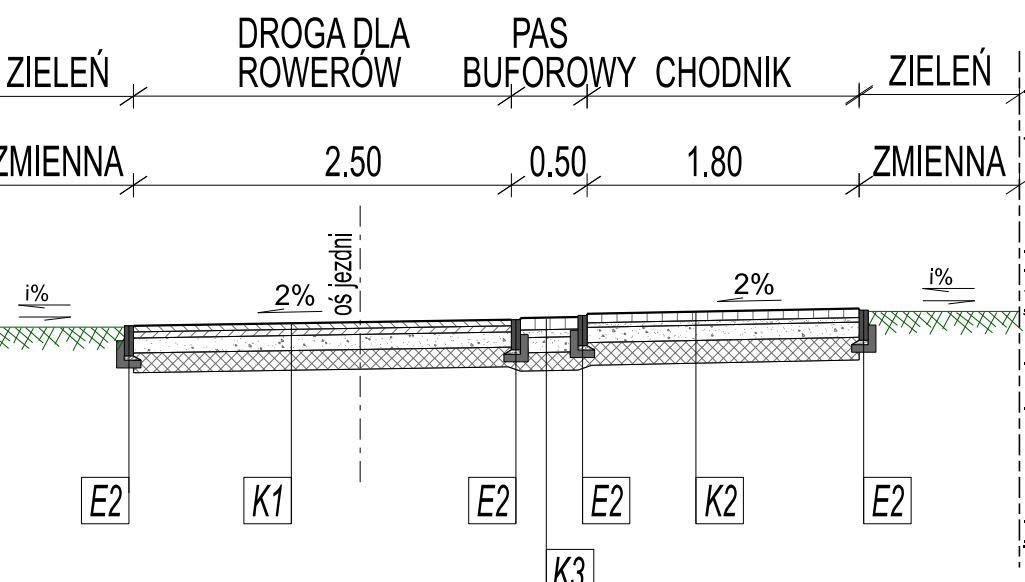 ZIELEŃ
DROGA DLA
ROWERÓW
PAS
BUFOROWY
CHODNIK
ZIELEŃ
ZMIENNA
2.50
0.50
1.80
ZMIENNA
i%
2%
oś jezdni
2%
i%
E2
K1
E2
E2
K2
E2
K3